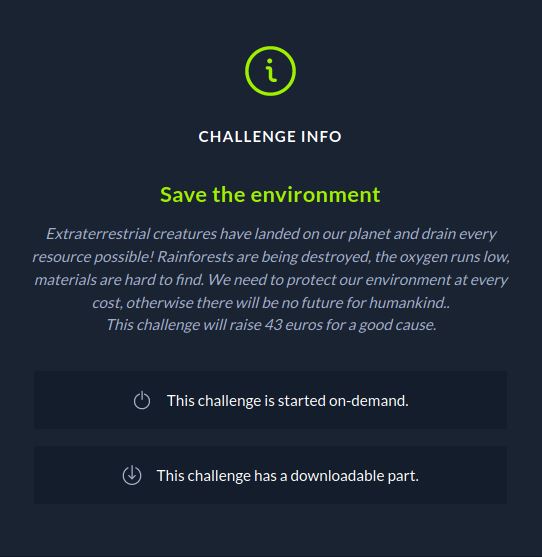 CHALLENGE INFO
Save the environment
Extraterrestrial creatures have landed on our planet and drain every
resource possible! Rainforests are being destroyed, the oxygen runs low,
materials are hard to find. We need to protect our environment at every
cost, otherwise there will be no future for humankind..
This challenge will raise 43 euros for a good cause.
This challenge is started on-demand.
This challenge has a downloadable part.